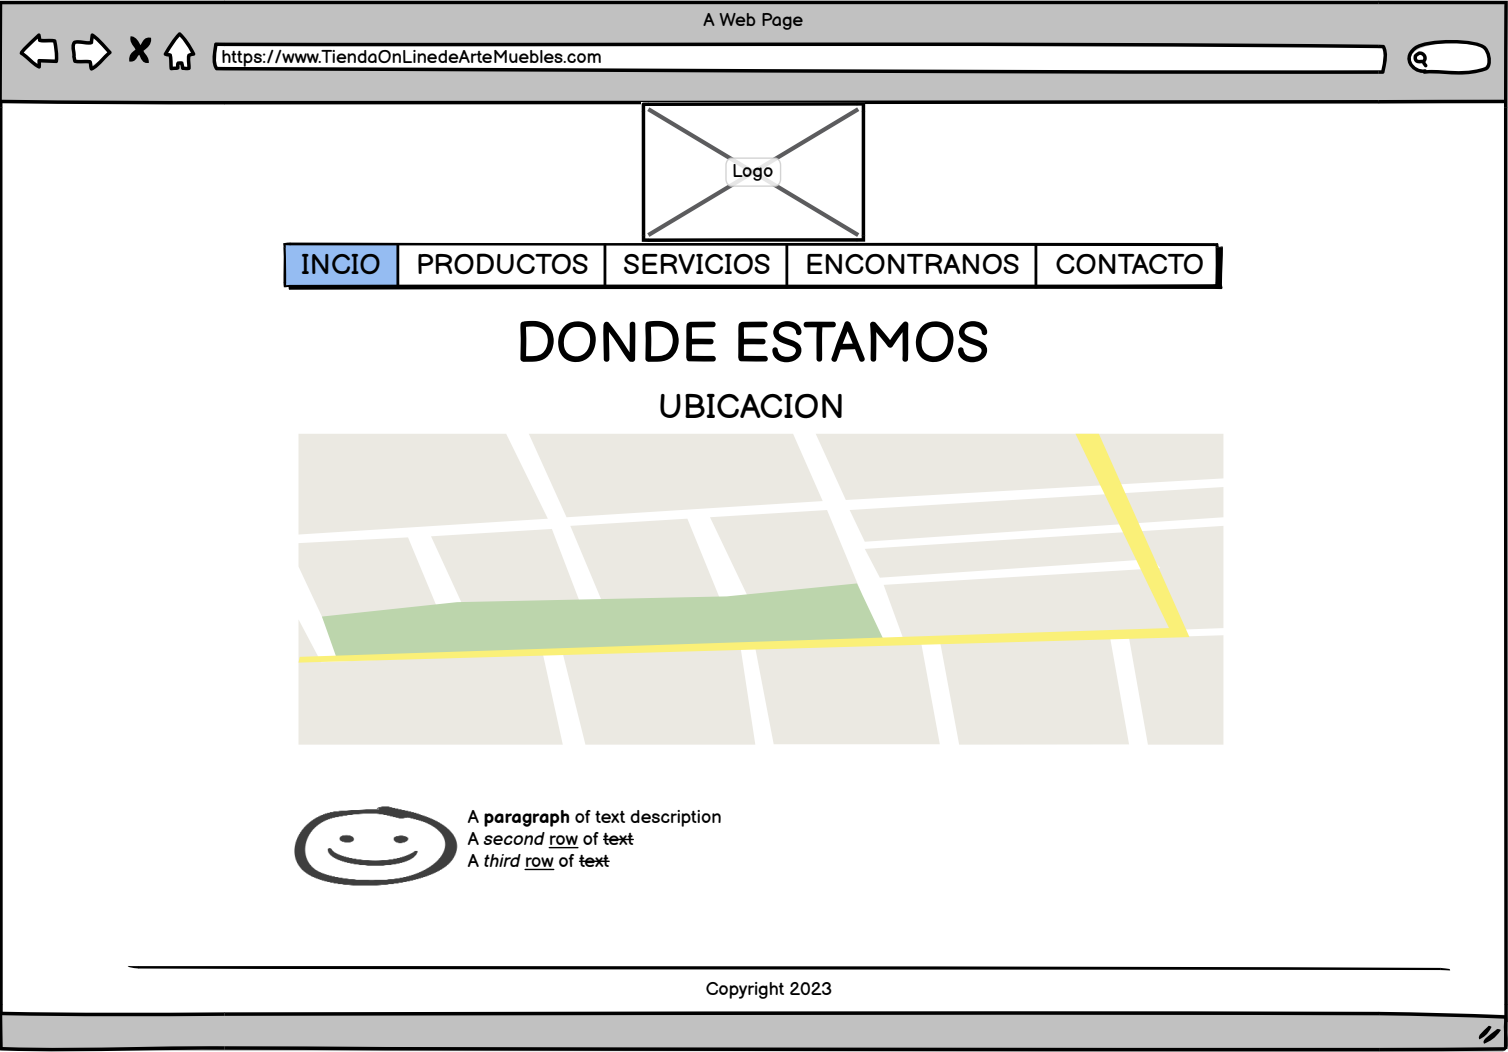 A Web Page
https://www.TiendaOnLinedeArteMuebles.com
Logo
INCIO PRODUCTOS SERVICIOS ENCONTRANOS CONTACTO
DONDE ESTAMOS
UBICACION
A paragraph of text description
A second row of text
A third row of text
Copyright 2023